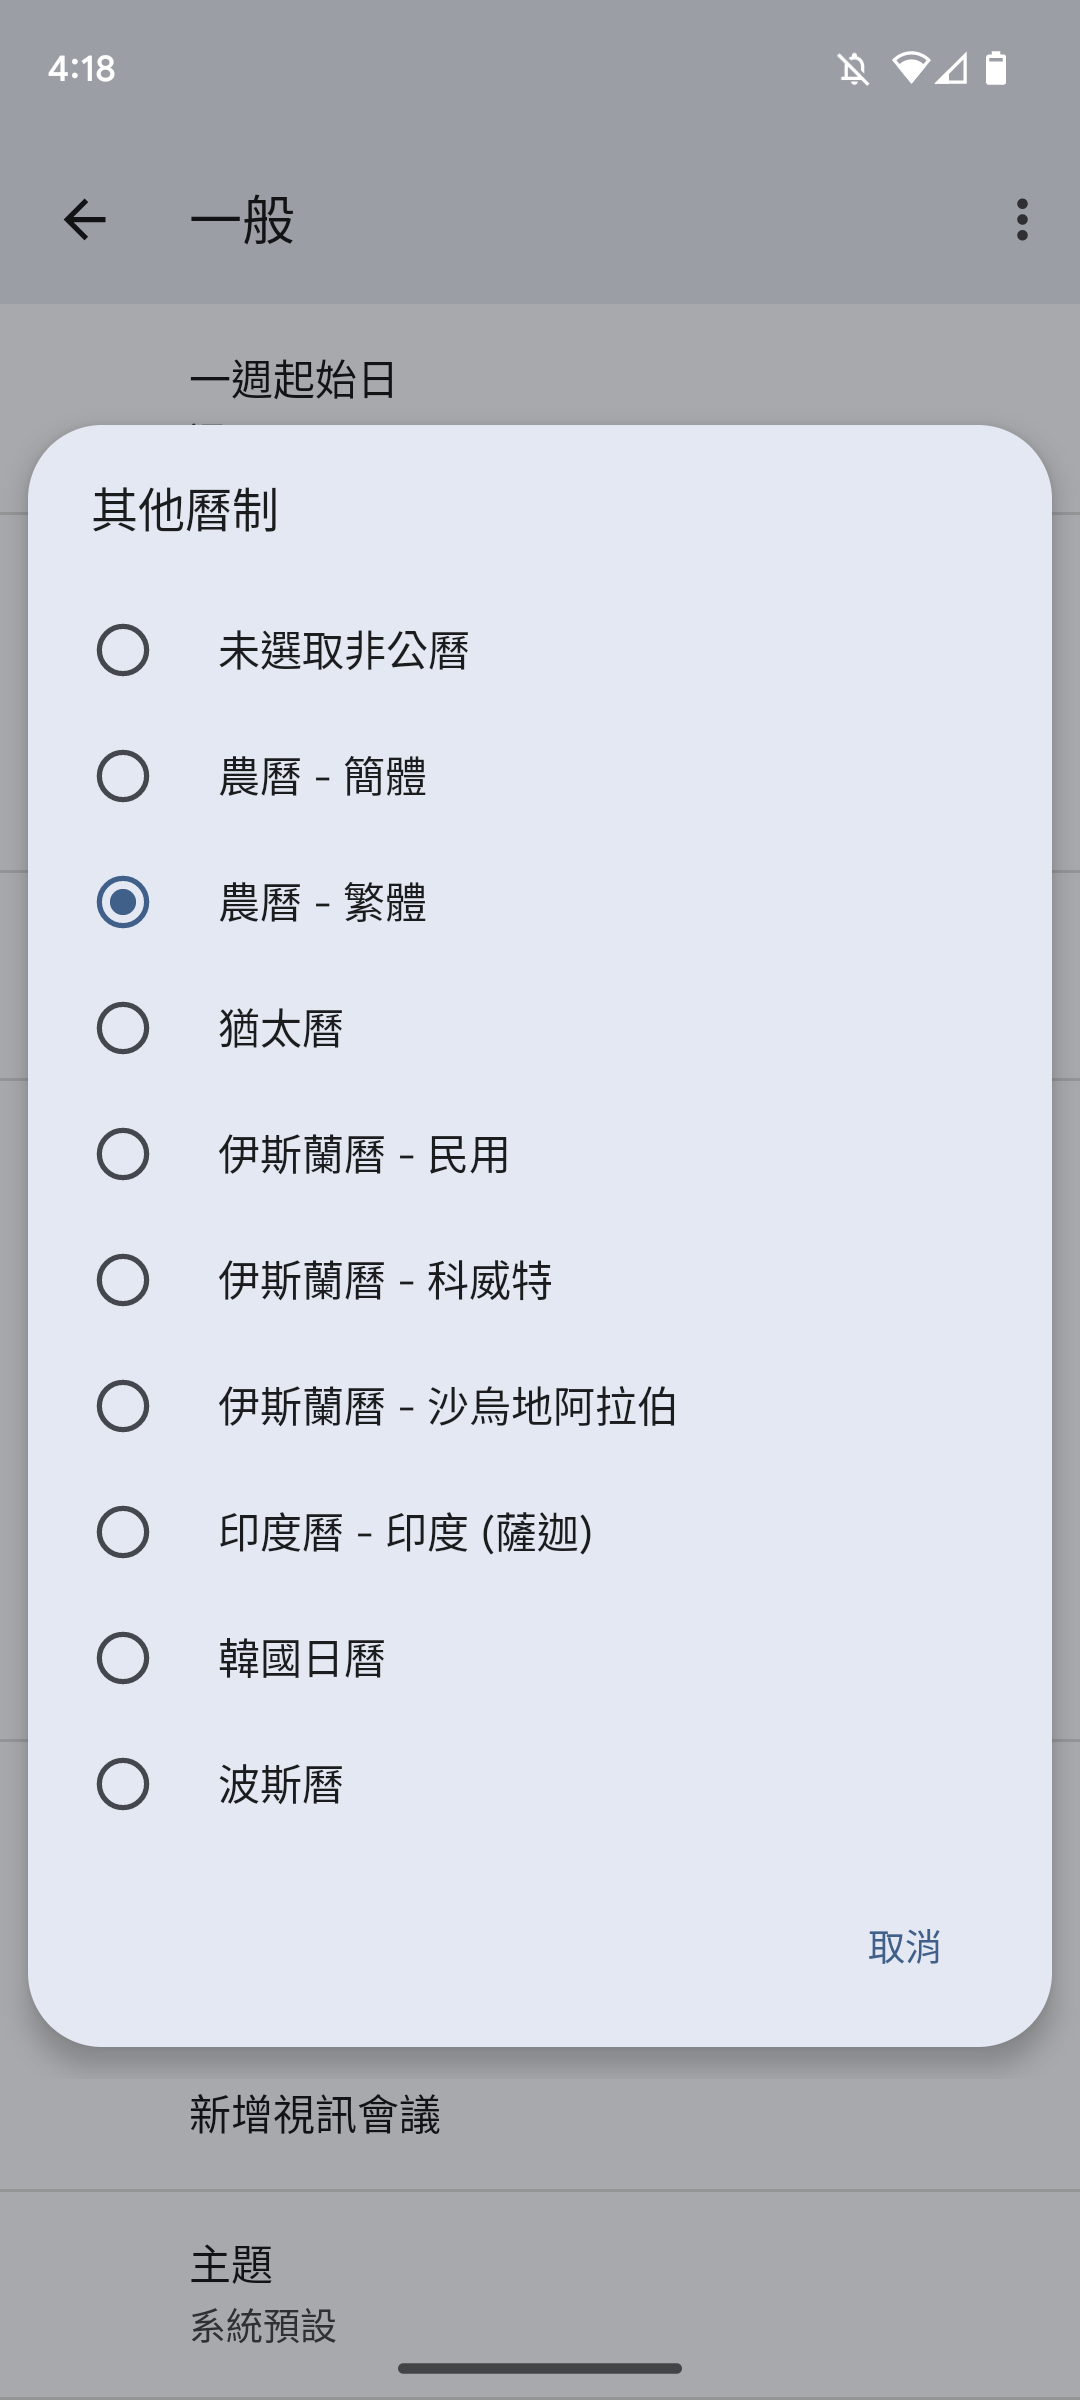 4:18
一般
一週起始日
其他曆制
未選取非公曆
農曆 - 簡體
農曆 - 繁體
猶太曆
伊斯蘭曆 - 民用
伊斯蘭曆 - 科威特
伊斯蘭曆 - 沙烏地阿拉伯
印度曆 - 印度 (薩迦)
韓國日曆
波斯曆
取消
新增視訊會議
主題
系統預設